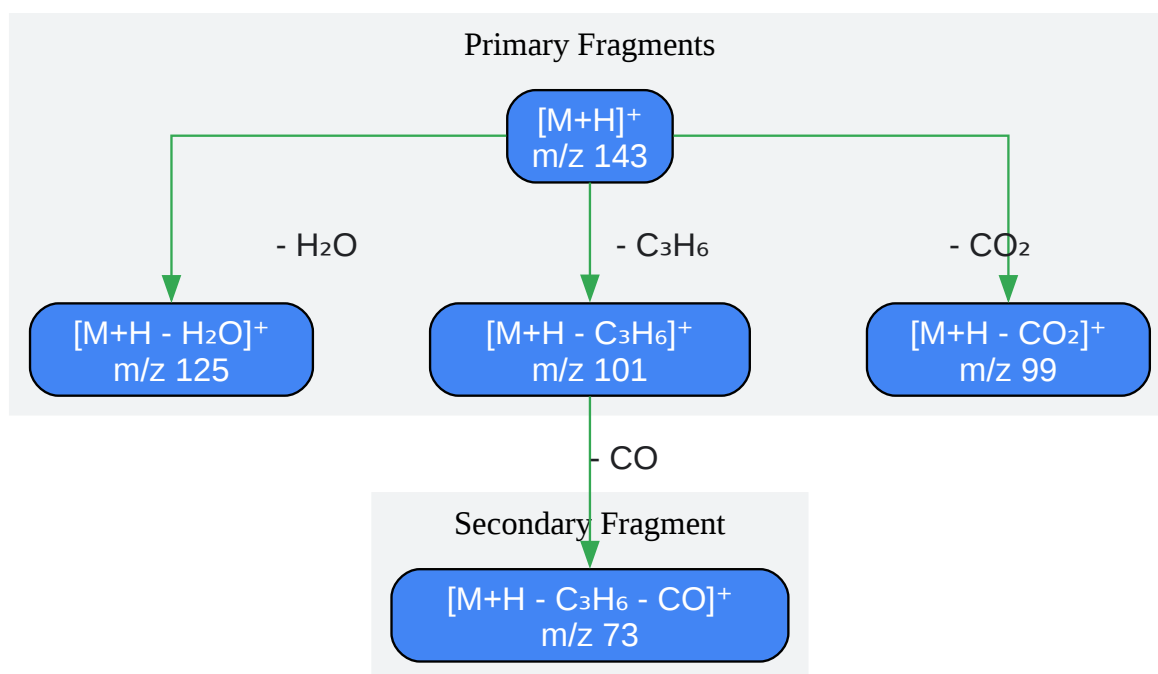 Primary Fragments
[M+H]⁺
m/z 143
- H₂O
- C₃H₆
- CO₂
[M+H - H₂O]⁺
m/z 125
[M+H - C₃H₆]⁺
m/z 101
[M+H - CO₂]⁺
m/z 99
- CO
Secondary Fragment
[M+H - C₃H₆ - CO]⁺
m/z 73